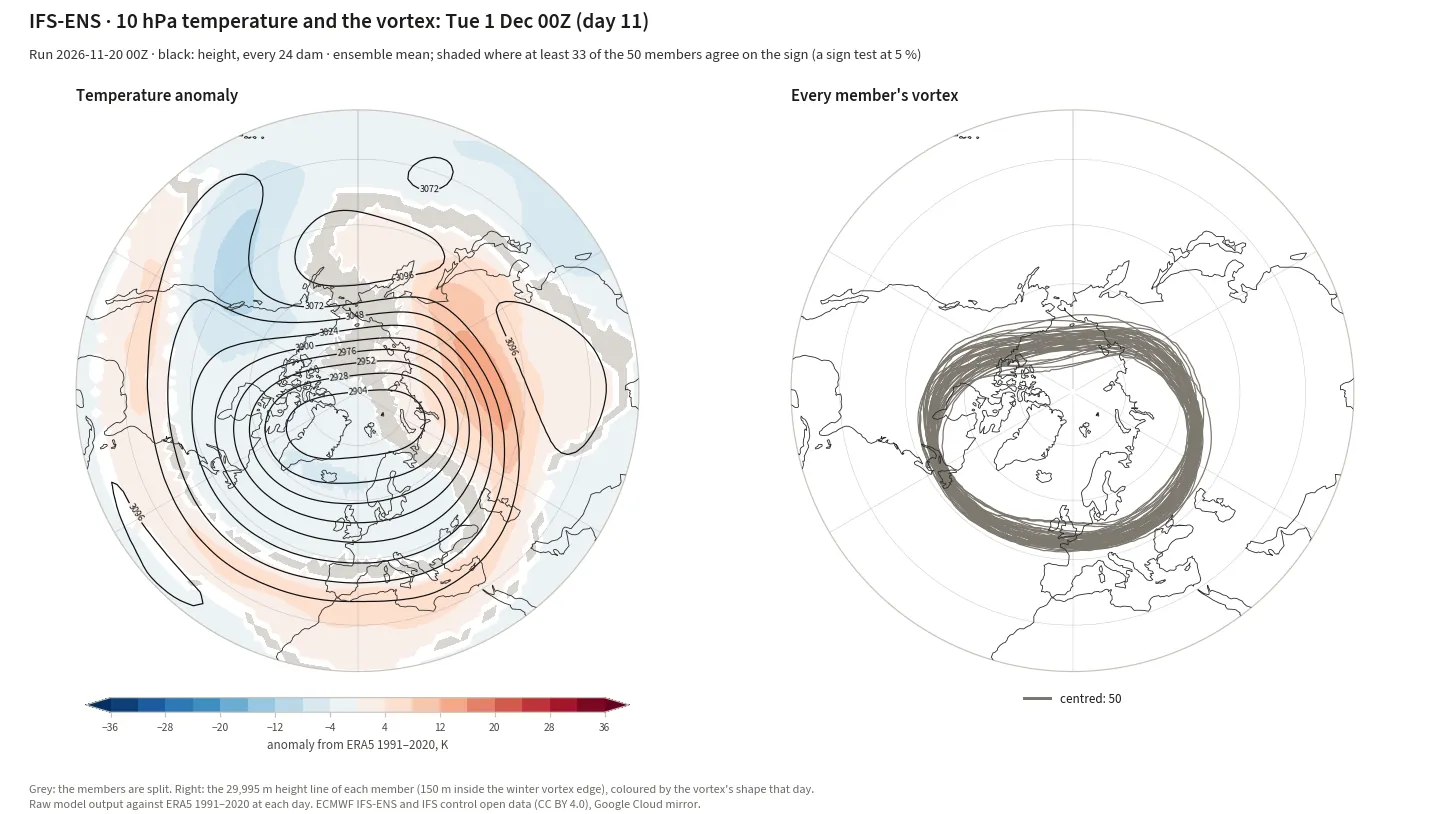 IFS-ENS · 10 hPa temperature and the vortex: Tue 1 Dec 00Z (day 11)
Run 2026-11-20 00Z · black: height, every 24 dam · ensemble mean; shaded where at least 33 of the 50 members agree on the sign (a sign test at 5 %)
Temperature anomaly
Every member's vortex
3072
3096
3072
3048
3024
3000
2976
2952
2928
2904
3096
3096
centred: 50
−36 −28 −20 −12 −4 4 12 20 28 36
anomaly from ERA5 1991–2020, K
Grey: the members are split. Right: the 29,995 m height line of each member (150 m inside the winter vortex edge), coloured by the vortex's shape that day.
Raw model output against ERA5 1991–2020 at each day. ECMWF IFS-ENS and IFS control open data (CC BY 4.0), Google Cloud mirror.